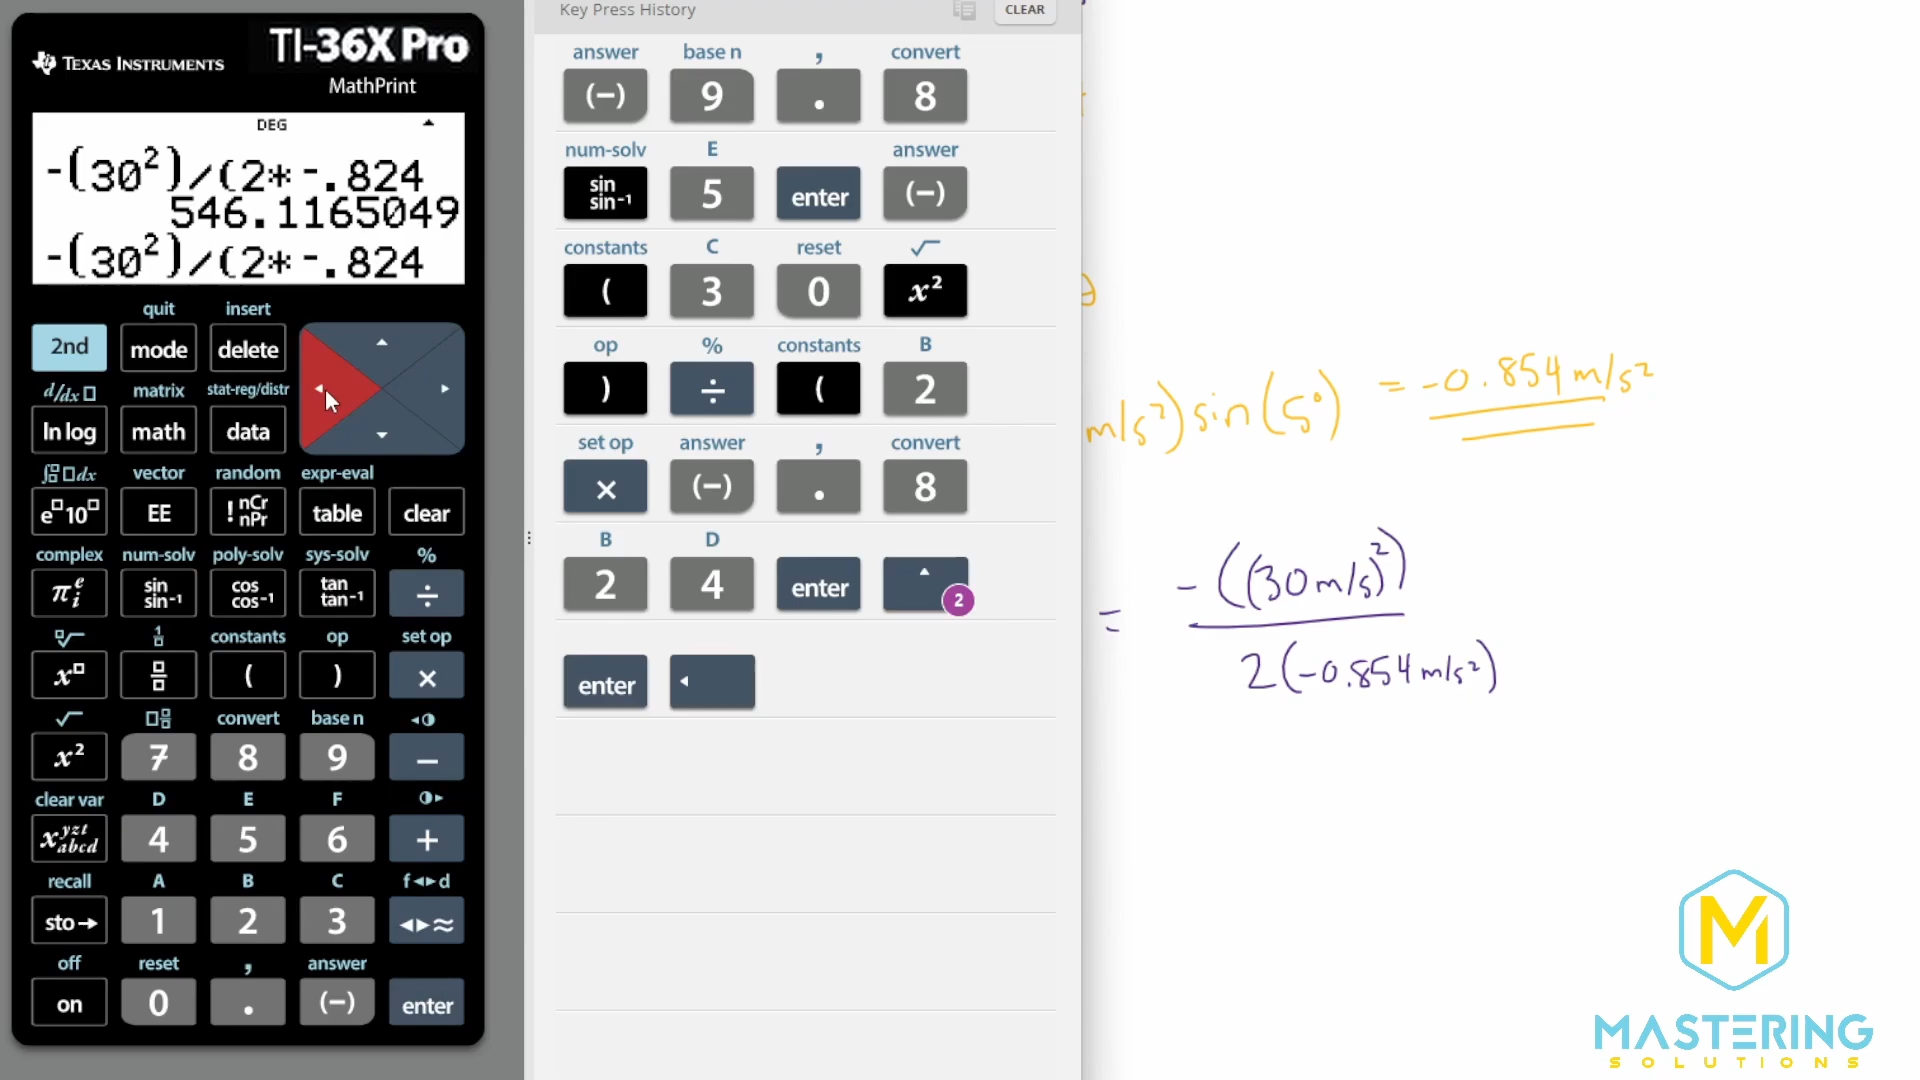 TEXAS INSTRUMENTS
TI-36X Pro
MathPrint
DEG
-(30²)/(2*-.824
546.1165049
-(30²)/(2*-.824
quit insert
2nd mode delete
d/dx matrix stat-reg/distr
ln log math data
∫dx vector random expr-eval
e^□ 10^□ EE ! nCr nPr table clear
complex num-solv poly-solv sys-solv %
π e i sin sin⁻¹ cos cos⁻¹ tan tan⁻¹ ÷
constants op set op
x^□ ( ) ×
√ convert base n
x² 7 8 9 −
clear var D E F
x yzt abcd 4 5 6 +
recall A B C f◂▸d
sto→ 1 2 3 ◂▸≈
off reset , answer
on 0 . (−) enter
Key Press History
CLEAR
answer base n , convert
(−) 9 . 8
num-solv E answer
sin sin⁻¹ 5 enter (−)
constants C reset √
( 3 0 x²
op % constants B
) ÷ ( 2
set op answer , convert
× (−) . 8
B D
2 4 enter
2
enter
m/s²) sin(5°) = -0.854 m/s²
= -((30 m/s)²)
2(-0.854 m/s²)
M
MASTERING
SOLUTIONS